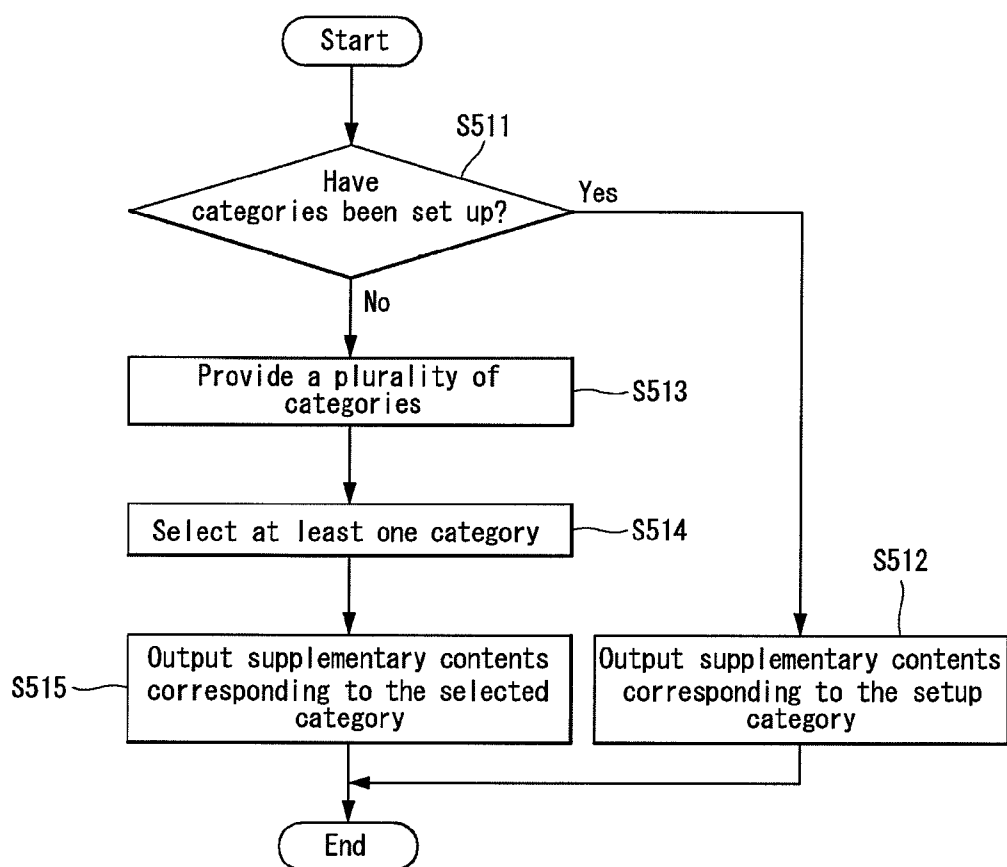 Start
S511
Have
categories been set up?
Yes
No
Provide a plurality of
categories
S513
Select at least one category
S514
S512
Output supplementary contents
corresponding to the selected
category
S515
Output supplementary contents
corresponding to the setup
category
End